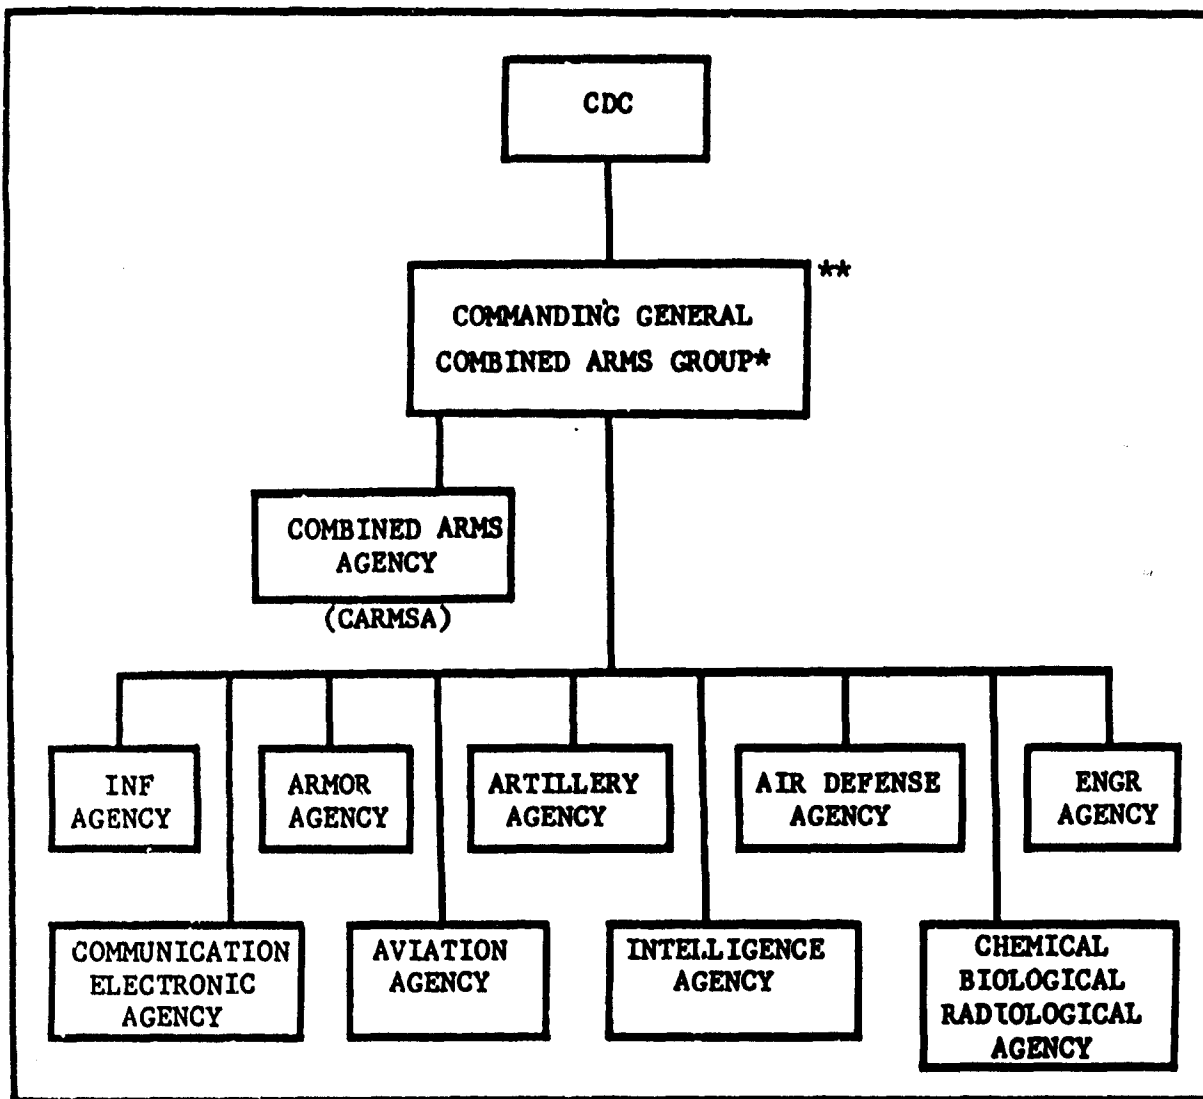 CDC
**
COMMANDING GENERAL
COMBINED ARMS GROUP*
COMBINED ARMS
AGENCY
(CARMSA)
INF
AGENCY
ARMOR
AGENCY
ARTILLERY
AGENCY
AIR DEFENSE
AGENCY
ENGR
AGENCY
COMMUNICATION
ELECTRONIC
AGENCY
AVIATION
AGENCY
INTELLIGENCE
AGENCY
CHEMICAL
BIOLOGICAL
RADIOLOGICAL
AGENCY